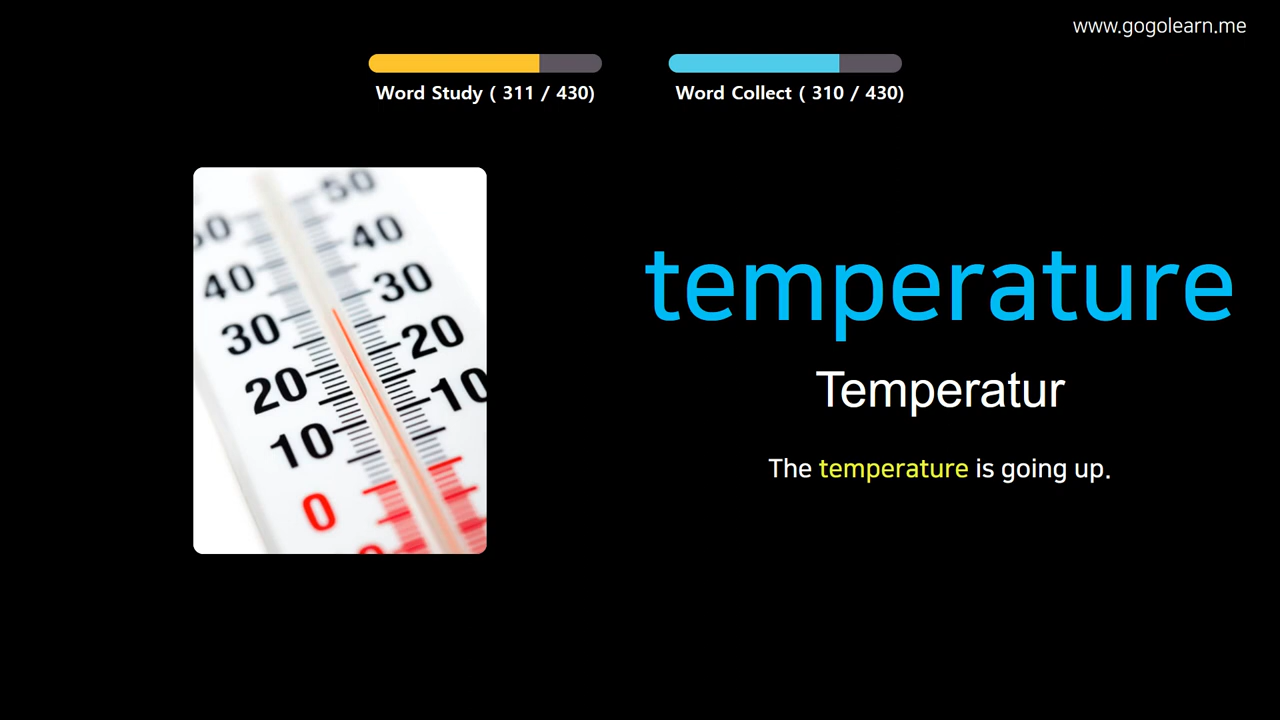 www.gogolearn.me
Word Study ( 311 / 430)
Word Collect ( 310 / 430)
50
50
40
40
30
30
20
20
10
10
0
temperature
Temperatur
The temperature is going up.